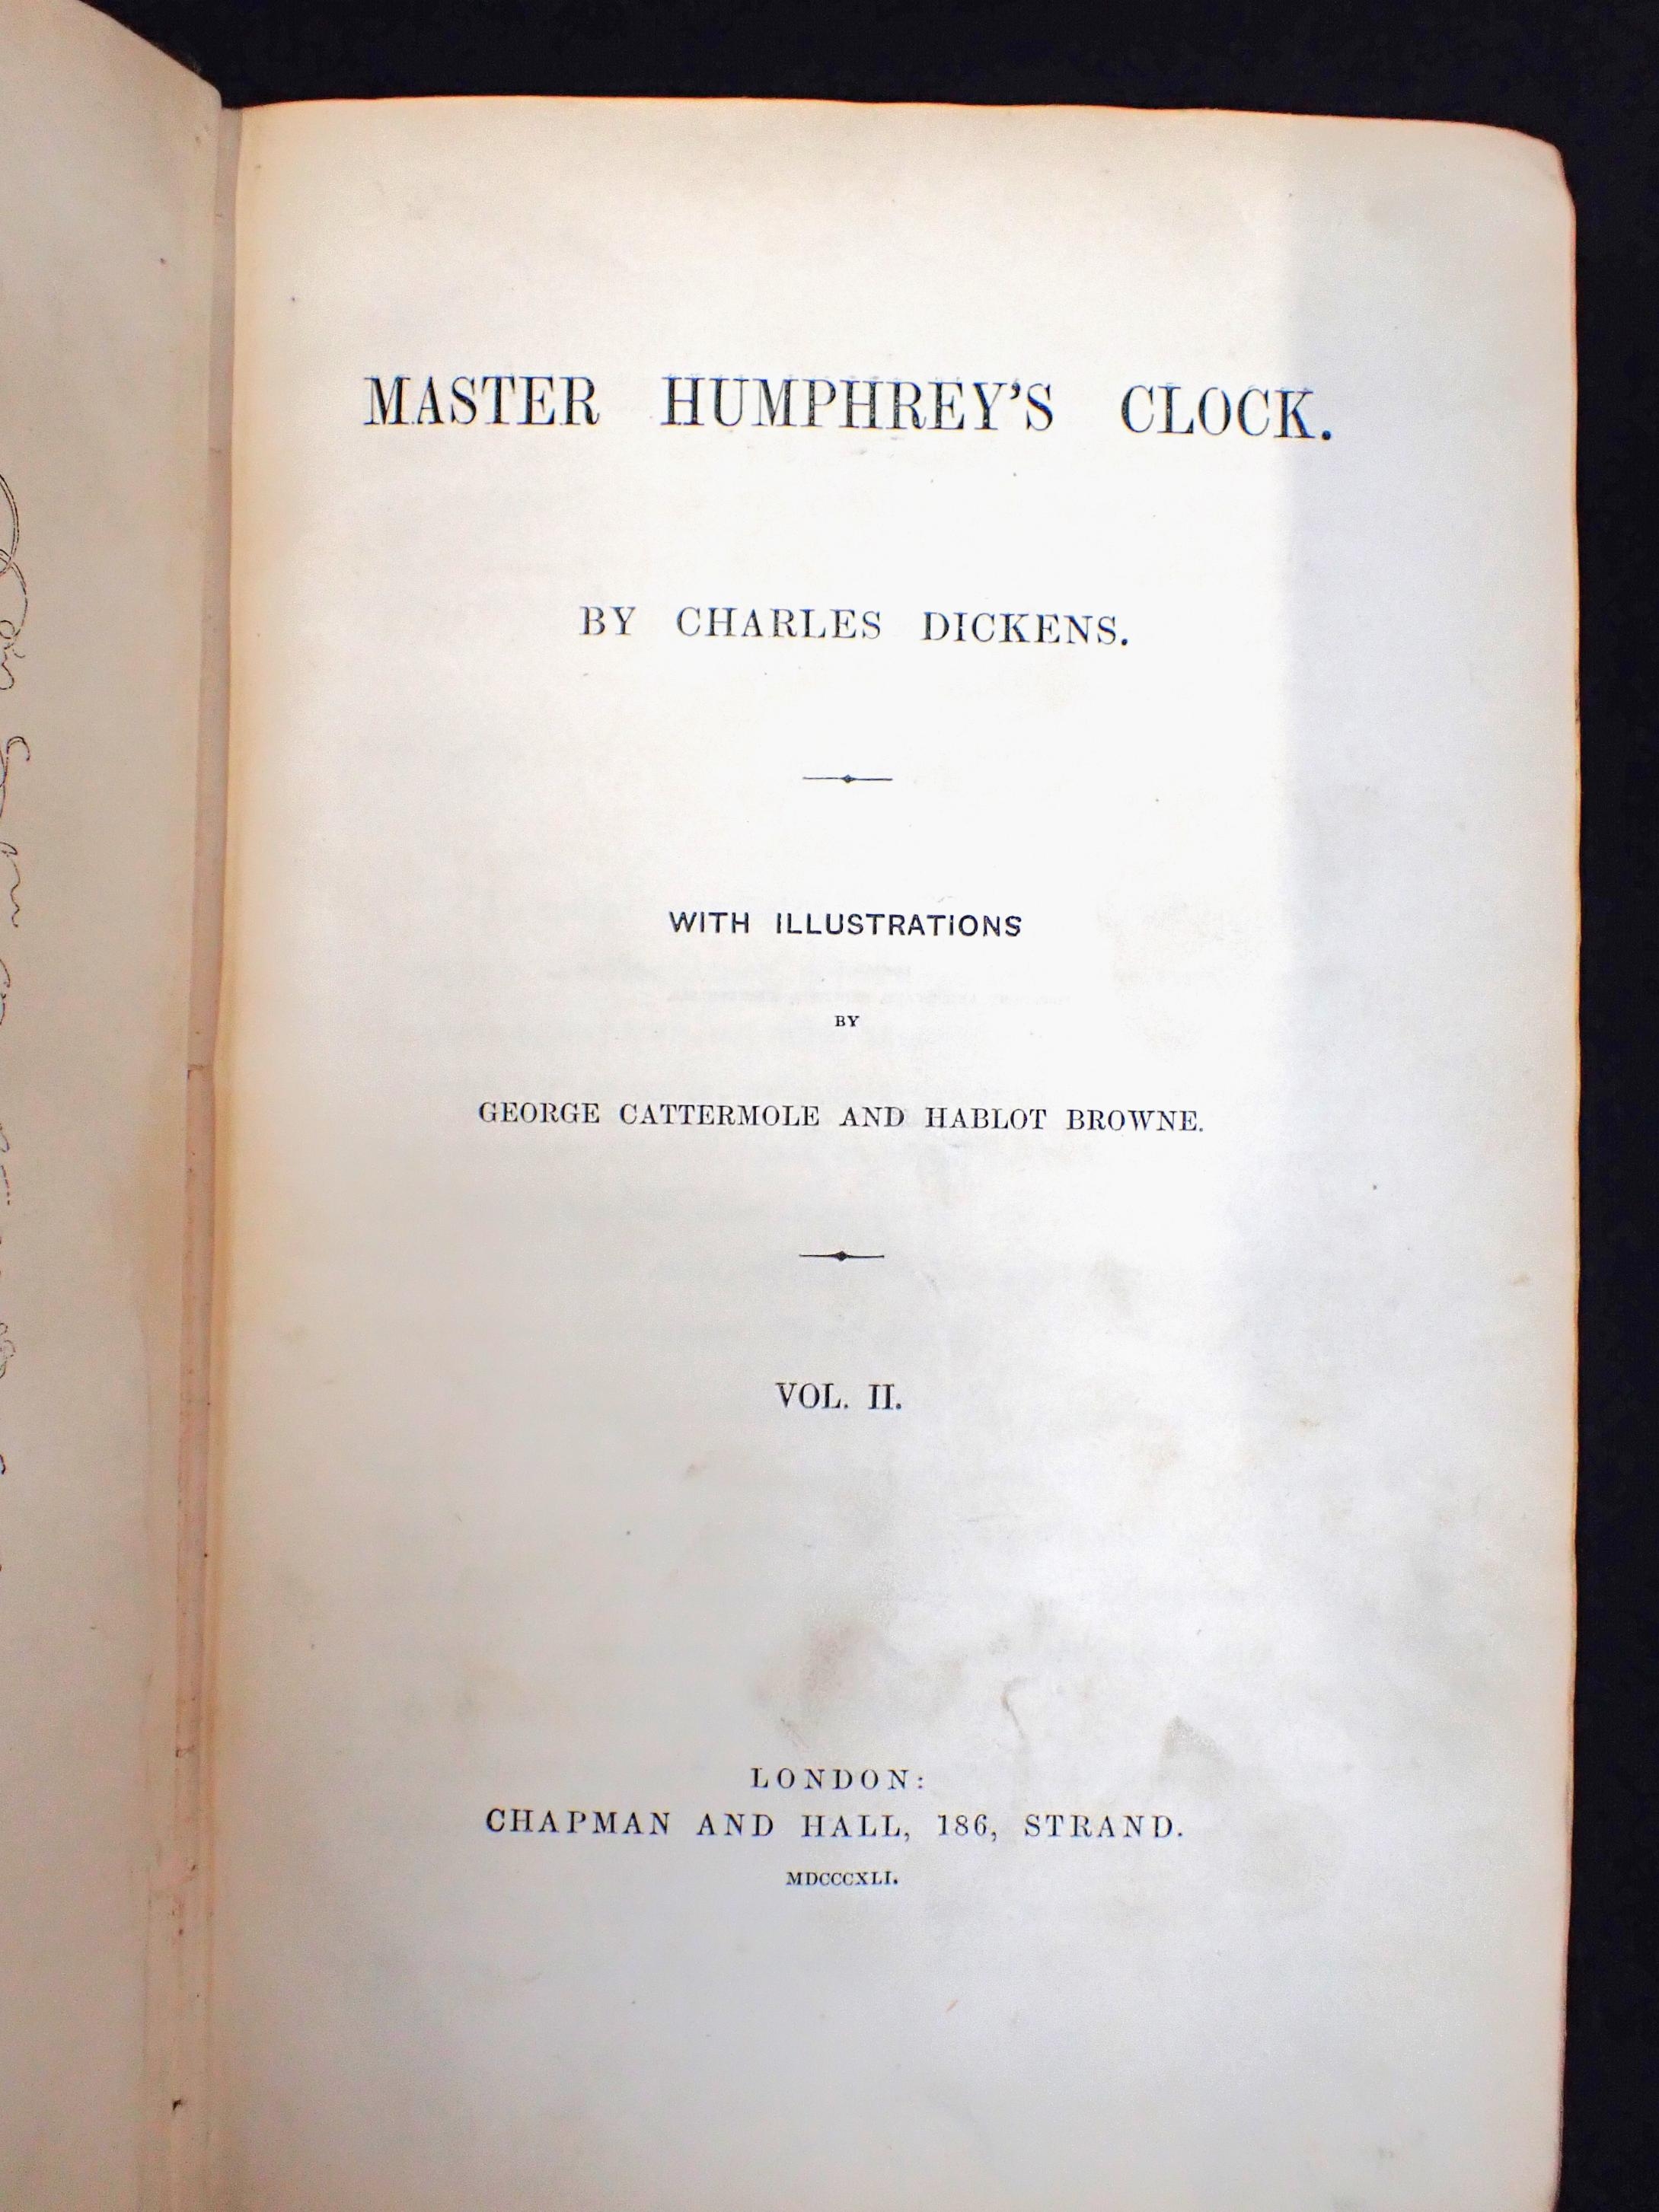 MASTER HUMPHREY'S CLOCK.
BY CHARLES DICKENS.
WITH ILLUSTRATIONS
BY
GEORGE CATTERMOLE AND HABLOT BROWNE.
VOL. II.
LONDON:
CHAPMAN AND HALL, 186, STRAND.
MDCCCXLI.